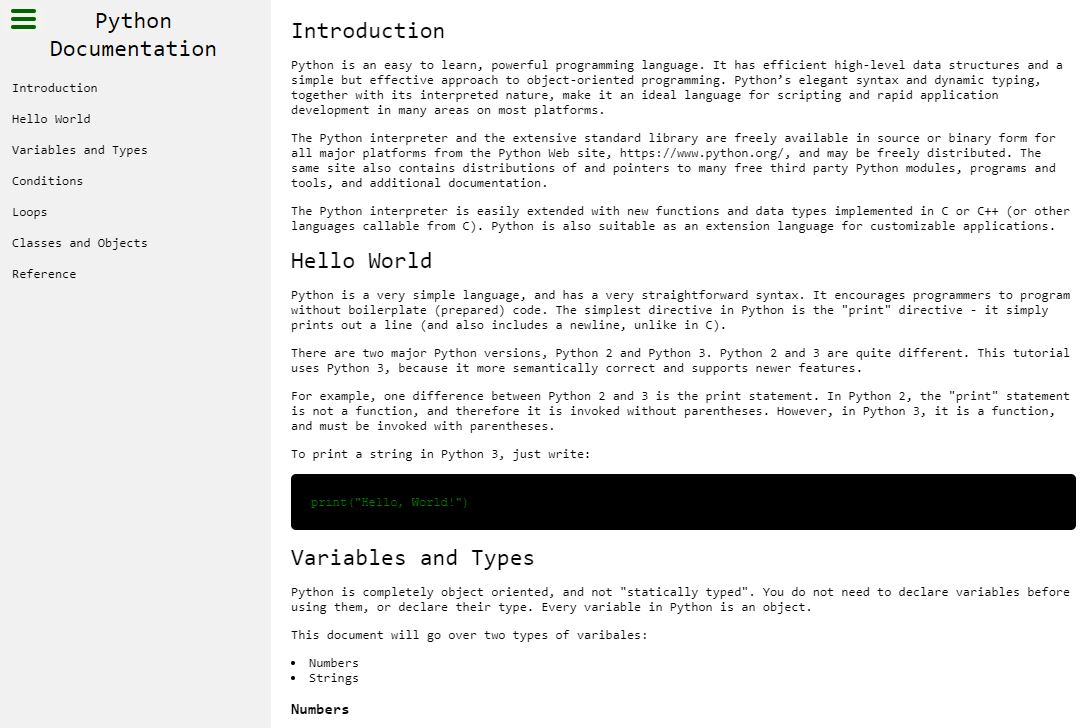 Python
Documentation
Introduction
Hello World
Variables and Types
Conditions
Loops
Classes and Objects
Reference
Introduction
Python is an easy to learn, powerful programming language. It has efficient high-level data structures and a
simple but effective approach to object-oriented programming. Python’s elegant syntax and dynamic typing,
together with its interpreted nature, make it an ideal language for scripting and rapid application
development in many areas on most platforms.
The Python interpreter and the extensive standard library are freely available in source or binary form for
all major platforms from the Python Web site, https://www.python.org/, and may be freely distributed. The
same site also contains distributions of and pointers to many free third party Python modules, programs and
tools, and additional documentation.
The Python interpreter is easily extended with new functions and data types implemented in C or C++ (or other
languages callable from C). Python is also suitable as an extension language for customizable applications.
Hello World
Python is a very simple language, and has a very straightforward syntax. It encourages programmers to program
without boilerplate (prepared) code. The simplest directive in Python is the "print" directive - it simply
prints out a line (and also includes a newline, unlike in C).
There are two major Python versions, Python 2 and Python 3. Python 2 and 3 are quite different. This tutorial
uses Python 3, because it more semantically correct and supports newer features.
For example, one difference between Python 2 and 3 is the print statement. In Python 2, the "print" statement
is not a function, and therefore it is invoked without parentheses. However, in Python 3, it is a function,
and must be invoked with parentheses.
To print a string in Python 3, just write:
print("Hello, World!")
Variables and Types
Python is completely object oriented, and not "statically typed". You do not need to declare variables before
using them, or declare their type. Every variable in Python is an object.
This document will go over two types of varibales:
• Numbers
• Strings
Numbers